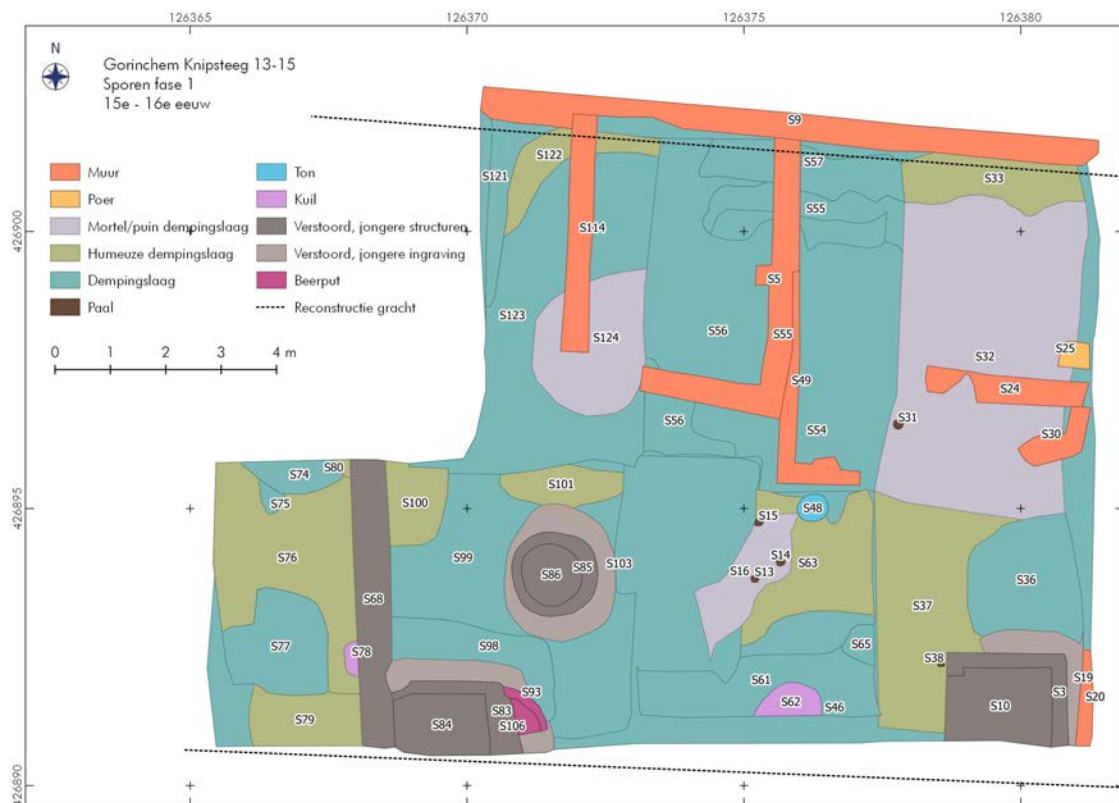 126365
126370
126375
126380
N
Gorinchem Knipsteeg 13-15
Sporen fase 1
15e - 16e eeuw
Muur
Poer
Mortel/puin dempingslaag
Humeuze dempingslaag
Dempingslaag
Paal
Ton
Kuil
Verstoord, jongere structuren
Verstoord, jongere ingraving
Beerput
Reconstructie gracht
0 1 2 3 4 m
426900
426895
426890
S9
S122
S57
S33
S121
S55
S114
S5
S123
S124
S56
S55
S32
S25
S49
S24
S56
S54
S31
S30
S74
S80
S75
S100
S101
S15
S48
S76
S99
S86
S85
S103
S16
S13
S14
S63
S36
S68
S37
S77
S78
S98
S65
S38
S61
S93
S62
S46
S79
S84
S83
S106
S10
S3
S19
S20